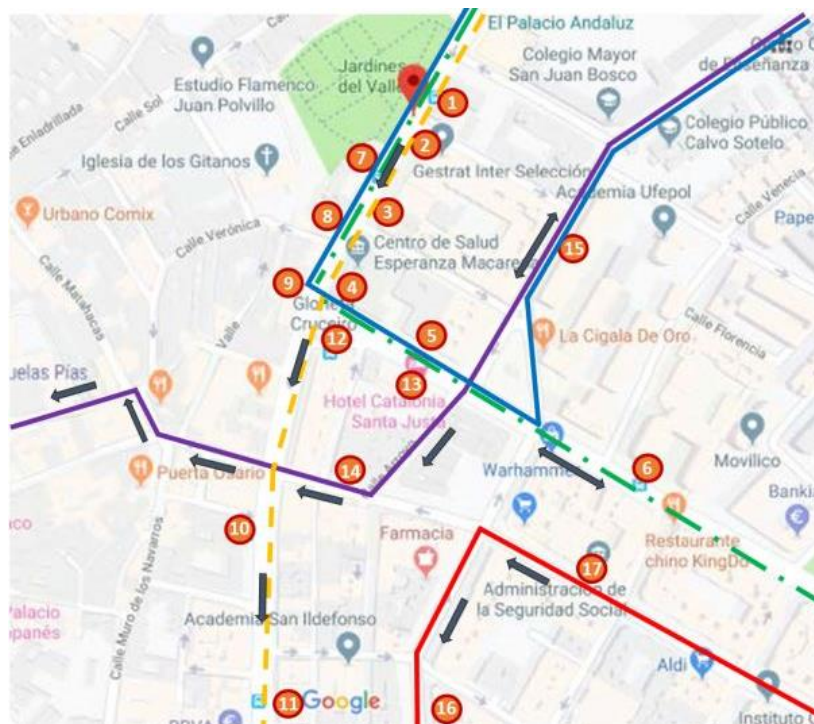 El Palacio Andaluz
Colegio Mayor
San Juan Bosco
de Enseñanza
Estudio Flamenco
Juan Polvillo
Jardines
del Valle
Calle Sol
1
Colegio Público
Calvo Sotelo
2
Iglesia de los Gitanos
7
Gestrat Inter Selección
Academia Ufepol
Calle Venecia
Urbano Comix
8
3
Calle Verónica
Centro de Salud
Esperanza Macarena
15
9
4
Calle Matahacas
Valle
5
La Cigala De Oro
Calle Florencia
12
uelas Pías
13
Hotel Catalonia
Santa Justa
Movilico
Puerta Osario
14
Warhammer
6
Bankia
10
Farmacia
Restaurante
chino KingDo
17
Calle Muro de los Navarros
Administración de
la Seguridad Social
Academia San Ildefonso
Aldi
11
Google
16
Instituto